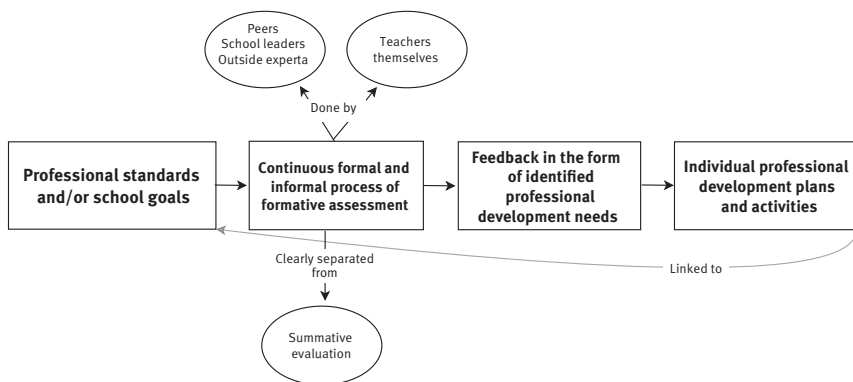 Peers
School leaders
Outside experta
Teachers
themselves
Done by
Professional standards
and/or school goals
Continuous formal and
informal process of
formative assessment
Feedback in the form
of identified
professional
development needs
Individual professional
development plans
and activities
Clearly separated
from
Linked to
Summative
evaluation